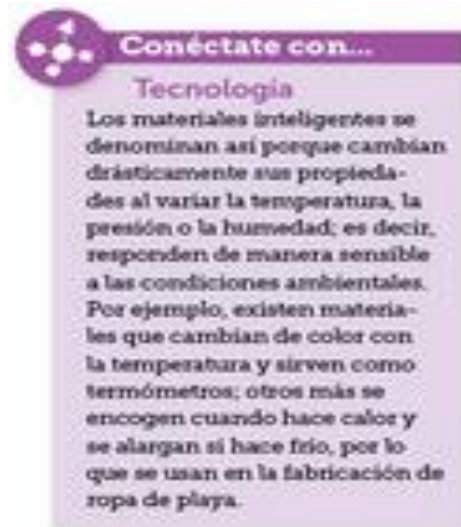 Conéctate con...
Tecnología
Los materiales inteligentes se
denominan así porque cambian
drásticamente sus propieda-
des al variar la temperatura, la
presión o la humedad; es decir,
responden de manera sensible
a las condiciones ambientales.
Por ejemplo, existen materia-
les que cambian de color con
la temperatura y sirven como
termómetros; otros más se
encogen cuando hace calor y
se alargan si hace frío, por lo
que se usan en la fabricación de
ropa de playa.